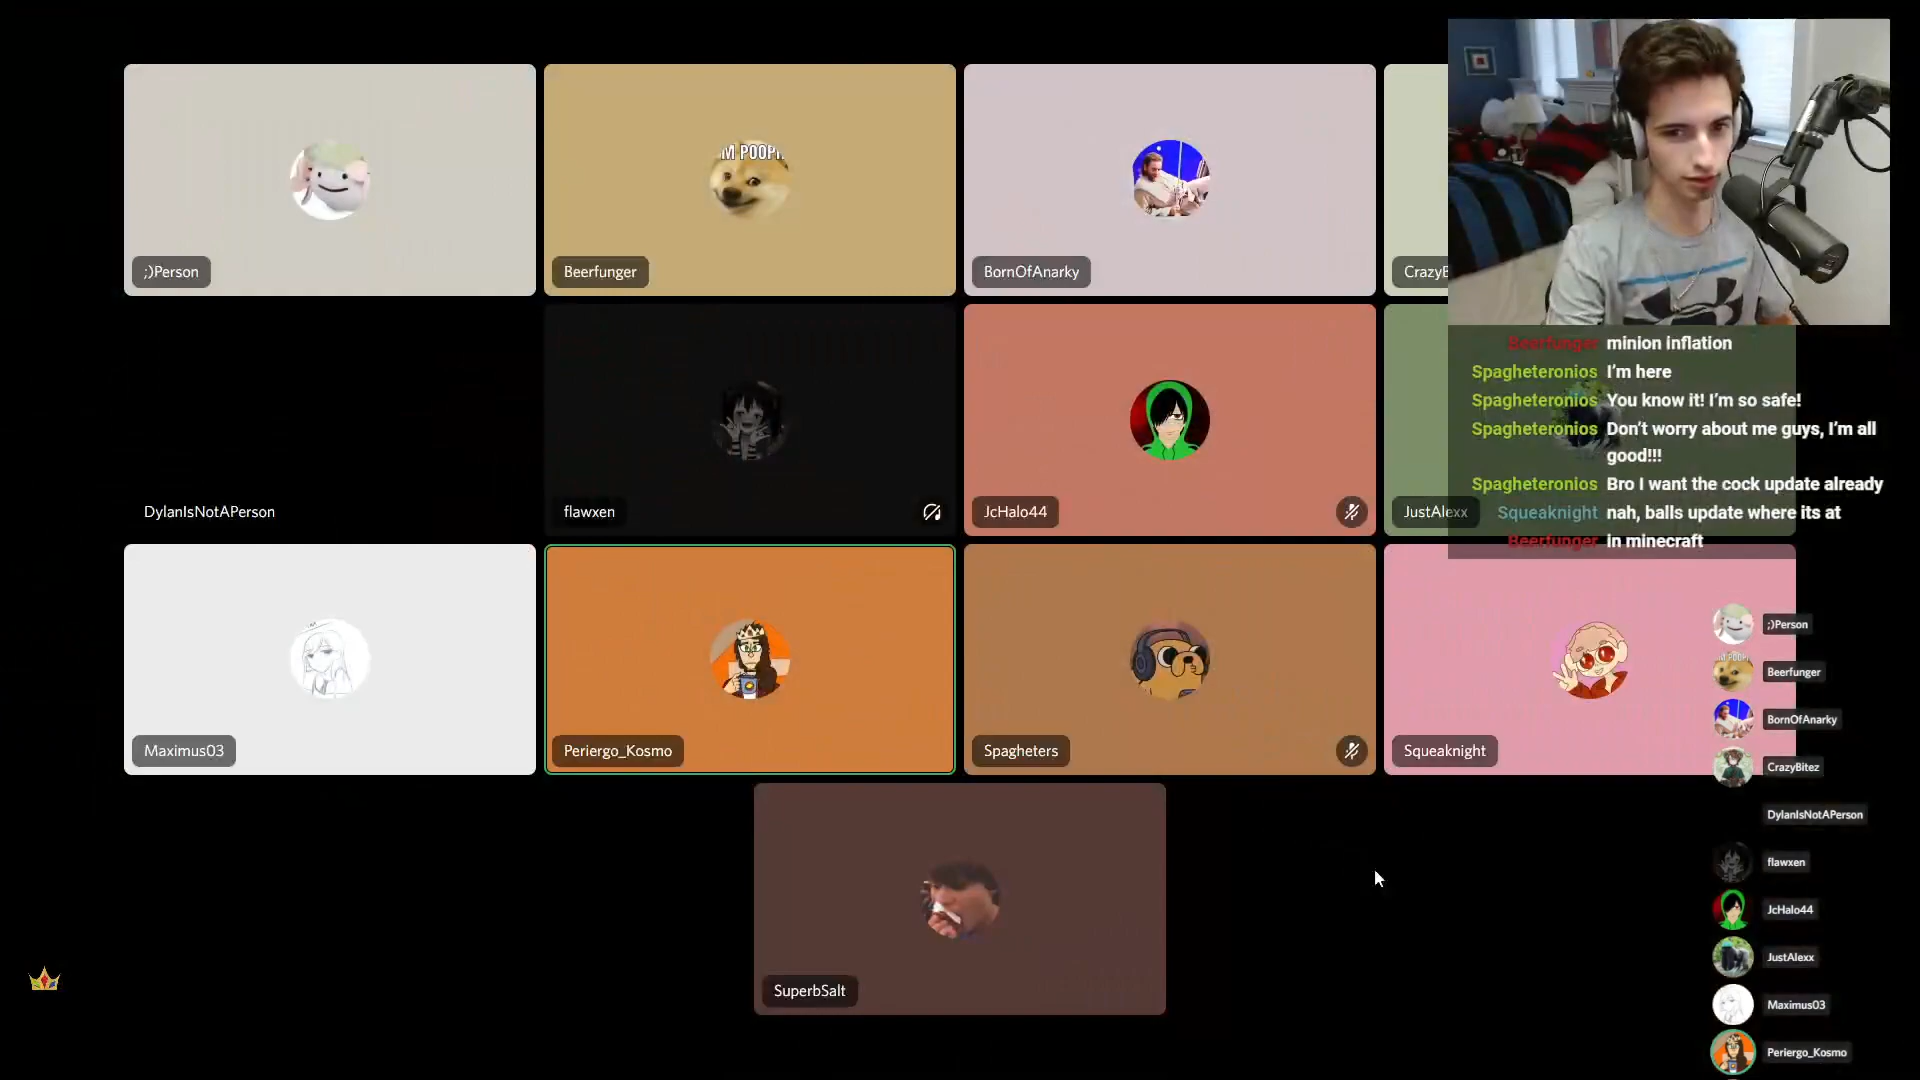 M POOPI
;)Person
Beerfunger
BornOfAnarky
CrazyB
Beerfunger minion inflation
Spagheteronios I'm here
Spagheteronios You know it! I'm so safe!
Spagheteronios Don't worry about me guys, I'm all
good!!!
Spagheteronios Bro I want the cock update already
Squeaknight nah, balls update where its at
Beerfunger in minecraft
DylanIsNotAPerson
flawxen
JcHalo44
JustAlexx
Maximus03
Periergo_Kosmo
Spagheters
Squeaknight
SuperbSalt
;)Person
Beerfunger
BornOfAnarky
CrazyBitez
DylanIsNotAPerson
flawxen
JcHalo44
JustAlexx
Maximus03
Periergo_Kosmo